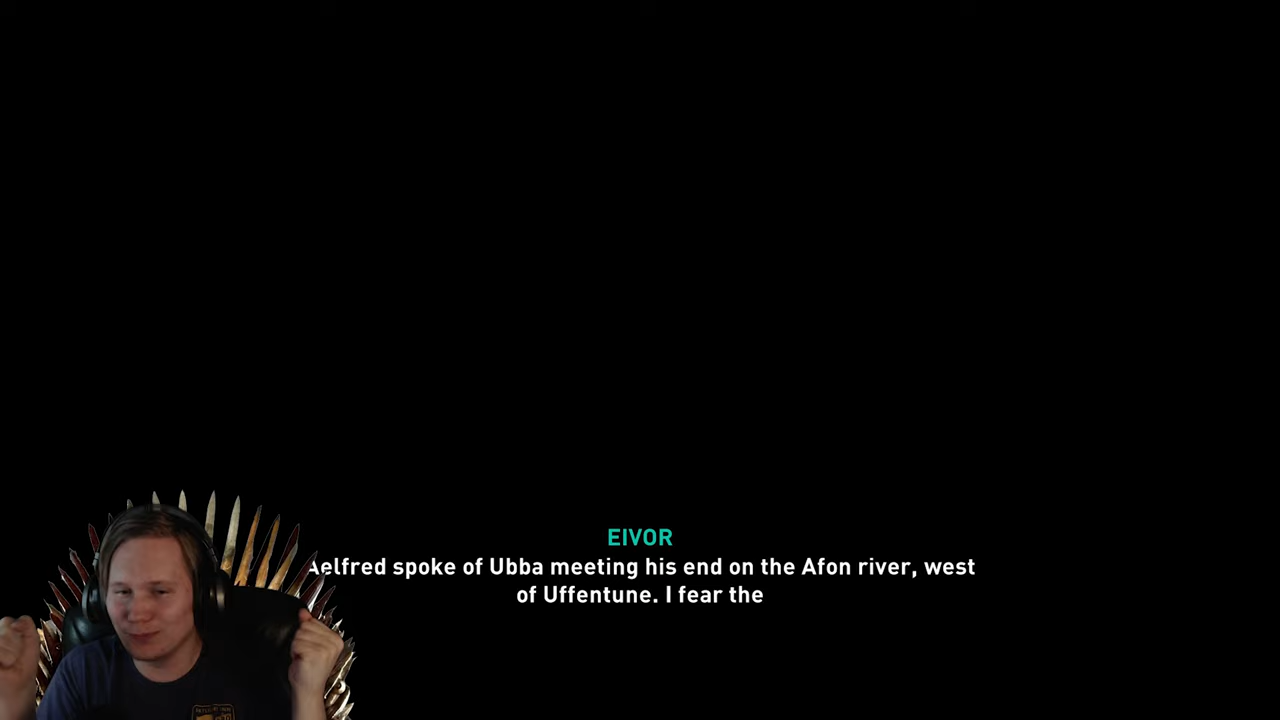 EIVOR
Aelfred spoke of Ubba meeting his end on the Afon river, west
of Uffentune. I fear the